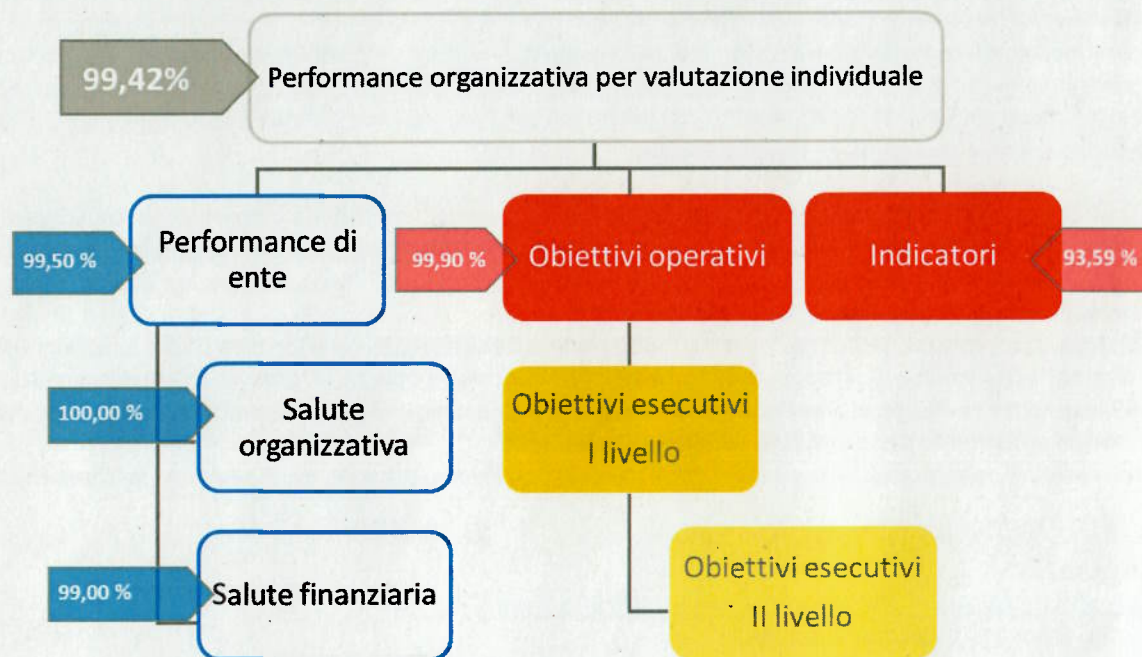 99,42%
Performance organizzativa per valutazione individuale
99,50 %
Performance di
ente
99,90 %
Obiettivi operativi
Indicatori
93,59 %
100,00 %
Salute
organizzativa
Obiettivi esecutivi
I livello
99,00 %
Salute finanziaria
Obiettivi esecutivi
II livello